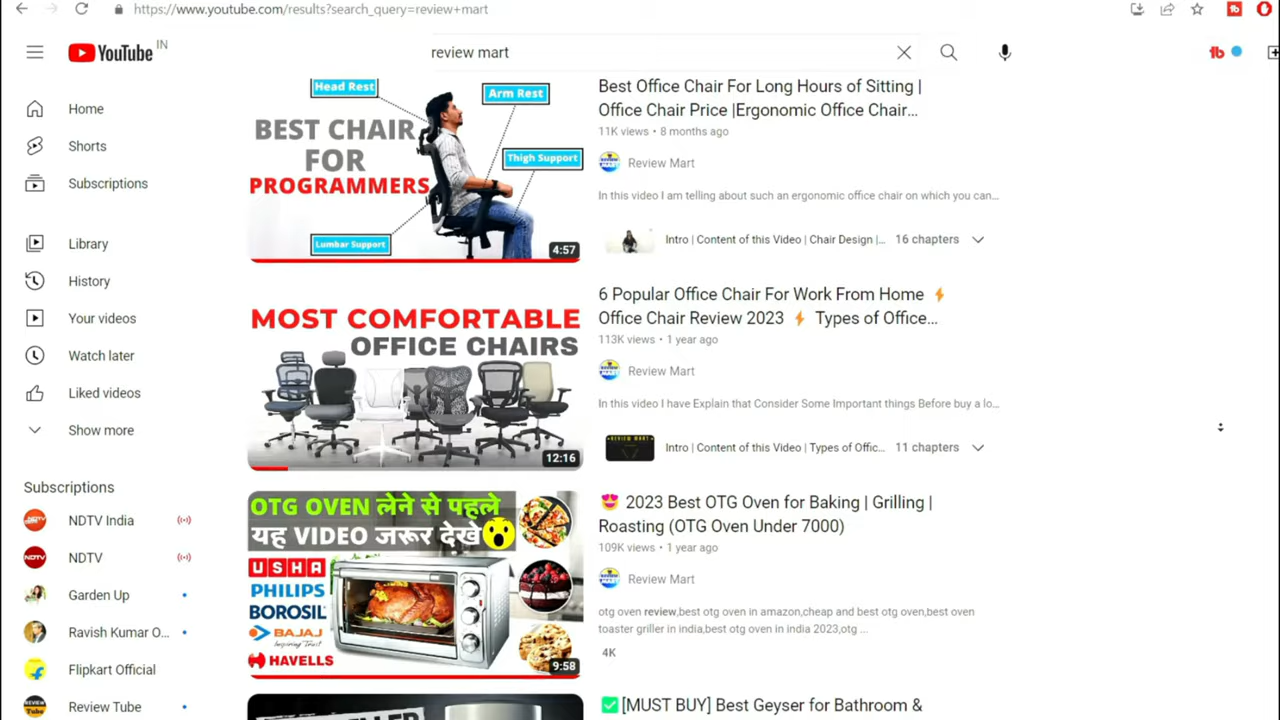 https://www.youtube.com/results?search_query=review+mart
YouTube IN
review mart
Home
Shorts
Subscriptions
Library
History
Your videos
Watch later
Liked videos
Show more
Subscriptions
NDTV India
NDTV
Garden Up
Ravish Kumar O...
Flipkart Official
Review Tube
Head Rest
Arm Rest
BEST CHAIR
FOR
PROGRAMMERS
Thigh Support
Lumbar Support
4:57
Best Office Chair For Long Hours of Sitting |
Office Chair Price |Ergonomic Office Chair...
11K views • 8 months ago
Review Mart
In this video I am telling about such an ergonomic office chair on which you can...
Intro | Content of this Video | Chair Design |... 16 chapters
MOST COMFORTABLE
OFFICE CHAIRS
12:16
6 Popular Office Chair For Work From Home ⚡
Office Chair Review 2023 ⚡ Types of Office...
113K views • 1 year ago
Review Mart
In this video I have Explain that Consider Some Important things Before buy a lo...
REVIEW MART
Intro | Content of this Video | Types of Offic... 11 chapters
OTG OVEN लेने से पहले
यह VIDEO जरूर देखे
USHA
PHILIPS
BOROSIL
BAJAJ
Inspiring Trust
HAVELLS
9:58
😍 2023 Best OTG Oven for Baking | Grilling |
Roasting (OTG Oven Under 7000)
109K views • 1 year ago
Review Mart
otg oven review,best otg oven in amazon,cheap and best otg oven,best oven
toaster griller in india,best otg oven in india 2023,otg ...
4K
✅[MUST BUY] Best Geyser for Bathroom &